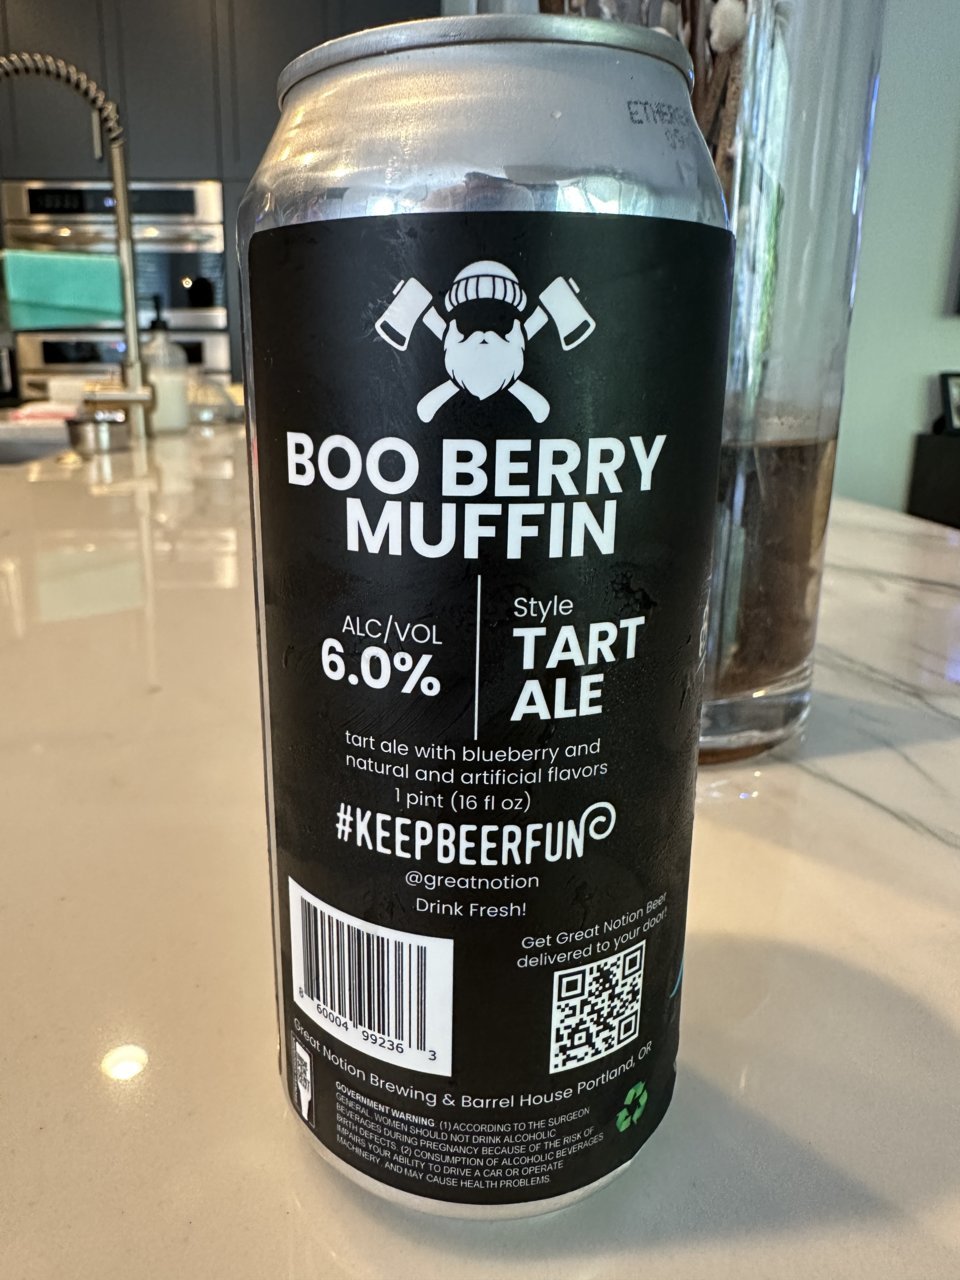 BOO BERRY
MUFFIN
ALC/VOL
6.0%
Style
TART
ALE
tart ale with blueberry and
natural and artificial flavors
1 pint (16 fl oz)
#KEEPBEERFUN
@greatnotion
Drink Fresh!
Get Great Notion Beer
delivered to your door!
8 60004 99236 3
Great Notion Brewing & Barrel House Portland, OR
GOVERNMENT WARNING (1) ACCORDING TO THE SURGEON
GENERAL, WOMEN SHOULD NOT DRINK ALCOHOLIC
BEVERAGES DURING PREGNANCY BECAUSE OF THE RISK OF
BIRTH DEFECTS. (2) CONSUMPTION OF ALCOHOLIC BEVERAGES
IMPAIRS YOUR ABILITY TO DRIVE A CAR OR OPERATE
MACHINERY, AND MAY CAUSE HEALTH PROBLEMS.